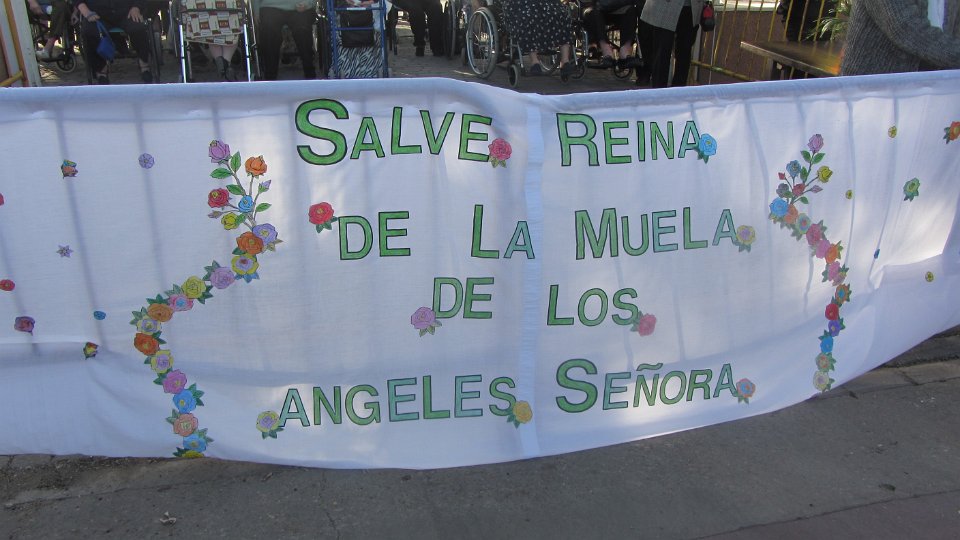 SALVE REINA
DE LA MUELA
DE LOS
ANGELES SEÑORA